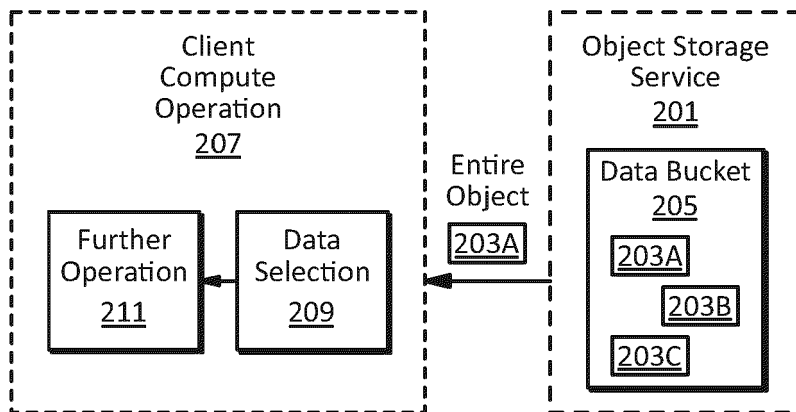 Client
Compute
Operation
207
Further
Operation
211
Data
Selection
209
Entire
Object
203A
Object Storage
Service
201
Data Bucket
205
203A
203B
203C